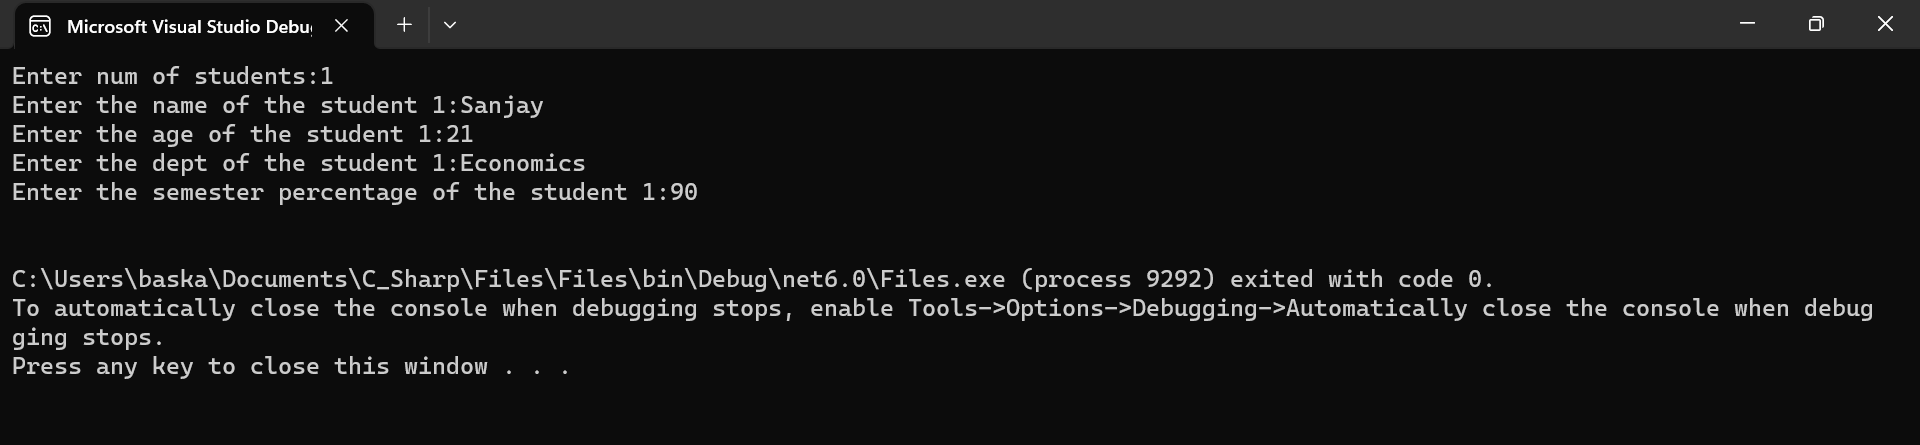 Microsoft Visual Studio Debu
Enter num of students:1
Enter the name of the student 1:Sanjay
Enter the age of the student 1:21
Enter the dept of the student 1:Economics
Enter the semester percentage of the student 1:90
C:\Users\baska\Documents\C_Sharp\Files\Files\bin\Debug\net6.0\Files.exe (process 9292) exited with code 0.
To automatically close the console when debugging stops, enable Tools->Options->Debugging->Automatically close the console when debug
ging stops.
Press any key to close this window . . .